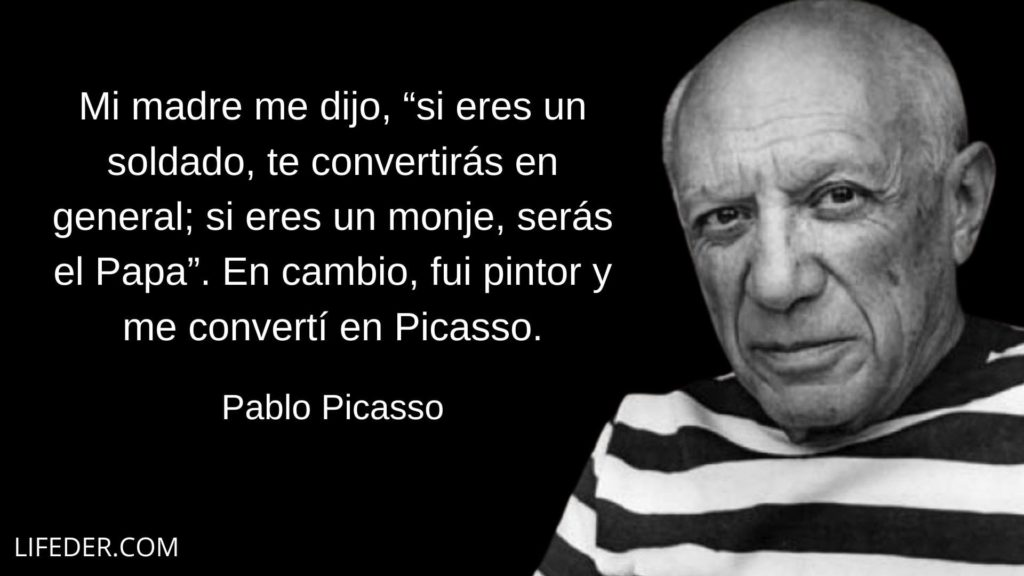 Mi madre me dijo, “si eres un
soldado, te convertirás en
general; si eres un monje, serás
el Papa”. En cambio, fui pintor y
me convertí en Picasso.
Pablo Picasso
LIFEDER.COM